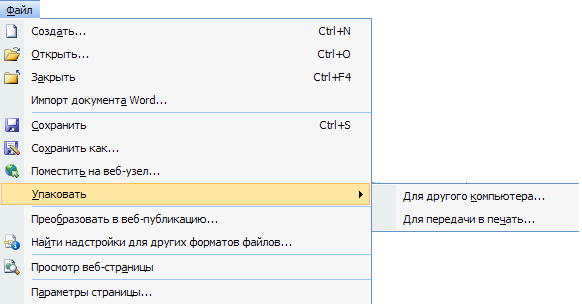 Файл
Создать... Ctrl+N
Открыть... Ctrl+O
Закрыть Ctrl+F4
Импорт документа Word...
Сохранить Ctrl+S
Сохранить как...
Поместить на веб-узел...
Упаковать
Для другого компьютера...
Для передачи в печать...
Преобразовать в веб-публикацию...
Найти надстройки для других форматов файлов...
Просмотр веб-страницы
Параметры страницы...